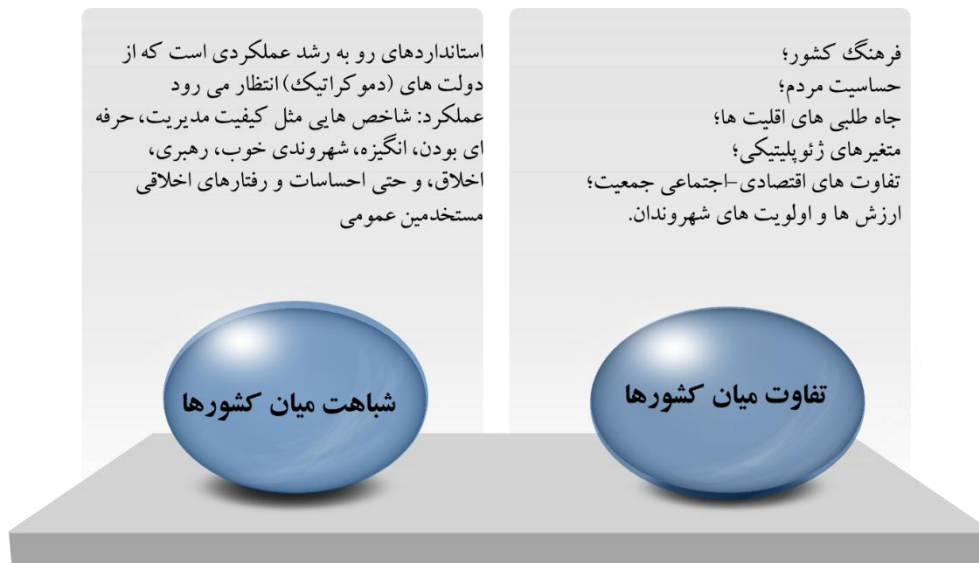 فرهنگ کشور؛
حساسیت مردم؛
جاه طلبی های اقلیت ها؛
متغیرهای ژئوپلیتیکی؛
تفاوت های اقتصادی-اجتماعی جمعیت؛
ارزش ها و اولویت های شهروندان.
تفاوت میان کشورها
استانداردهای رو به رشد عملکردی است که از
دولت های (دموکراتیک) انتظار می رود
عملکرد: شاخص هایی مثل کیفیت مدیریت، حرفه
ای بودن، انگیزه، شهروندی خوب، رهبری،
اخلاق، و حتی احساسات و رفتارهای اخلاقی
مستخدمین عمومی
شباهت میان کشورها